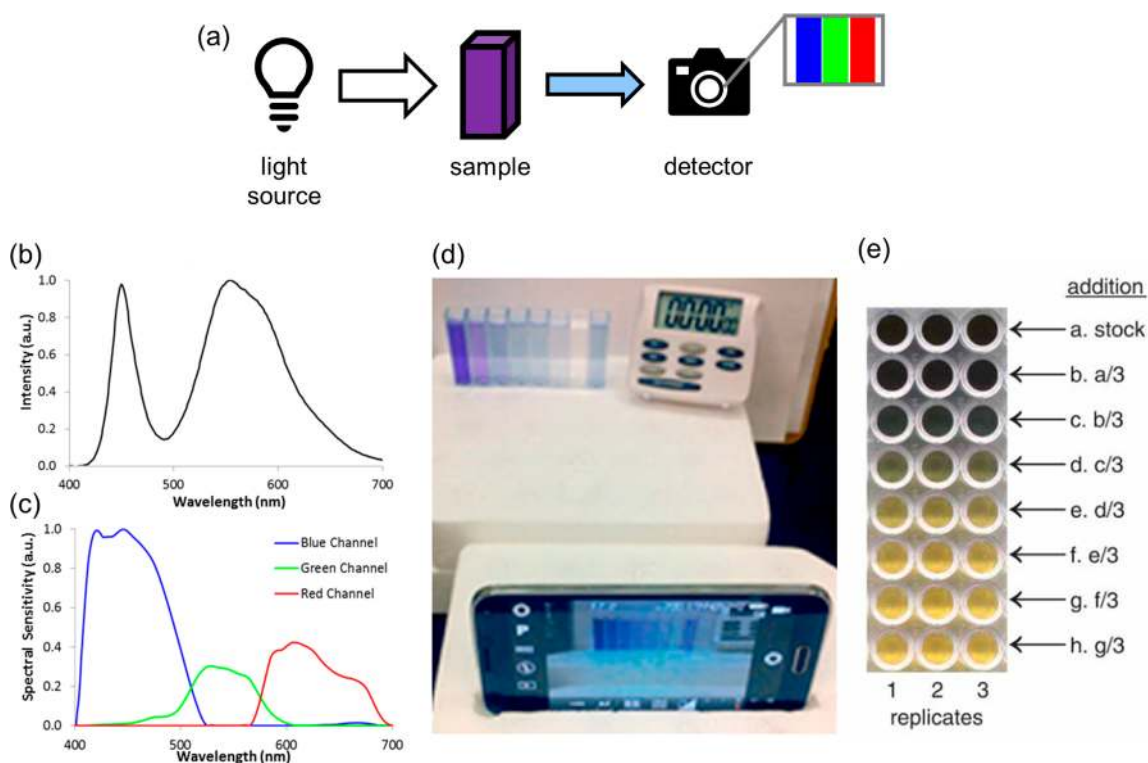 (a)
light
source
sample
detector
(b)
Intensity (a.u.)
1.0
0.8
0.6
0.4
0.2
0.0
400
500
600
700
Wavelength (nm)
(c)
Spectral Sensitivity (a.u.)
1.0
0.8
0.6
0.4
0.2
0.0
Blue Channel
Green Channel
Red Channel
400
500
600
700
Wavelength (nm)
(d)
00:00
P
(e)
addition
a. stock
b. a/3
c. b/3
d. c/3
e. d/3
f. e/3
g. f/3
h. g/3
1 2 3
replicates